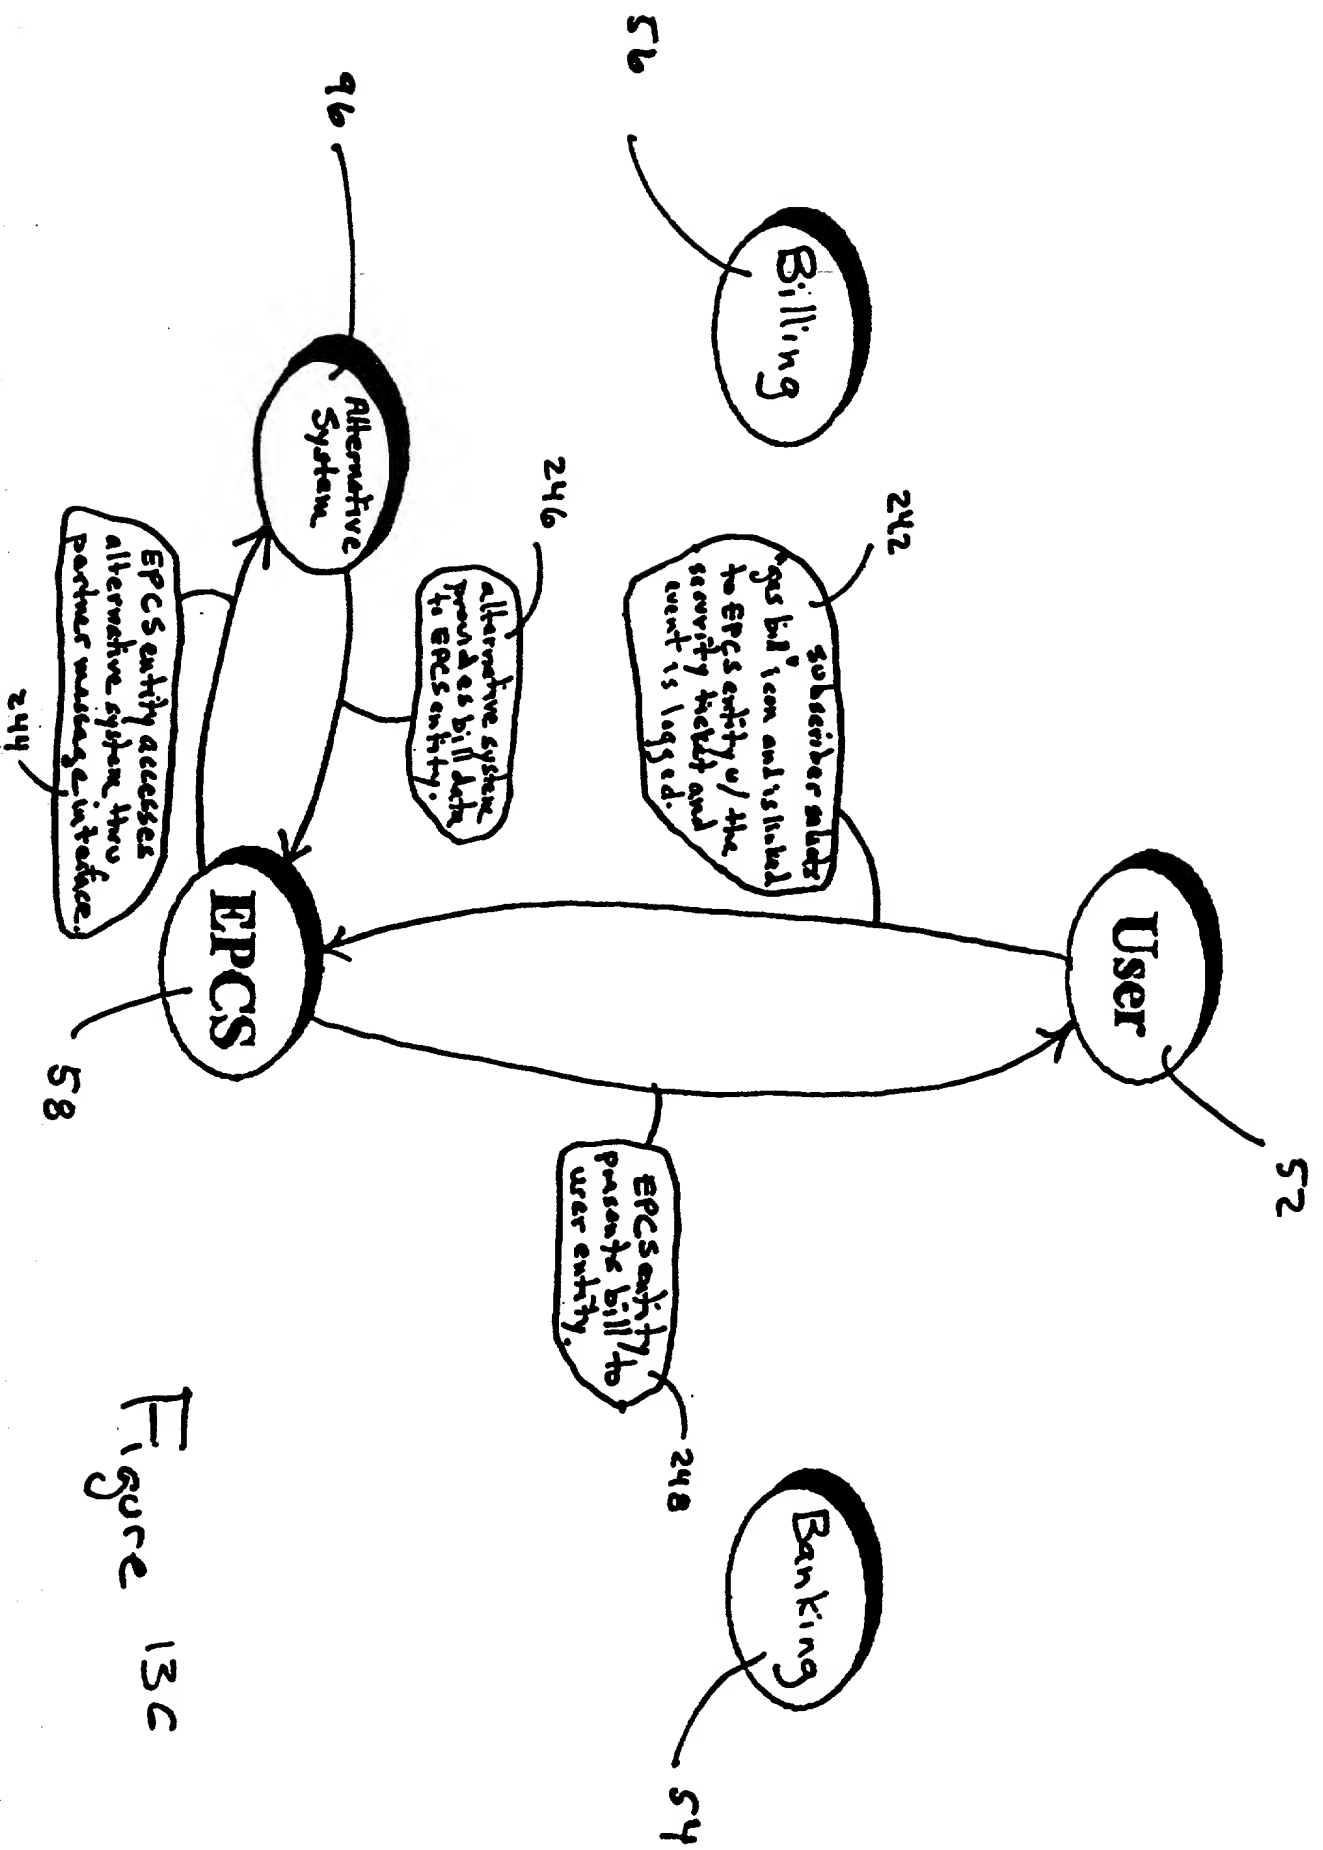 52
User
242
subscriber selects
"gas bill" icon and is linked
to EPCS entity w/ the
security ticket and
event is logged.
56
Billing
Banking
54
246
alternative system
provides bill data
to EPCS entity.
EPCS entity
presents bill to
user entity.
248
96
Alternative
System
EPCS
58
EPCS entity accesses
alternative system thru
partner message interface.
244
Figure 13C